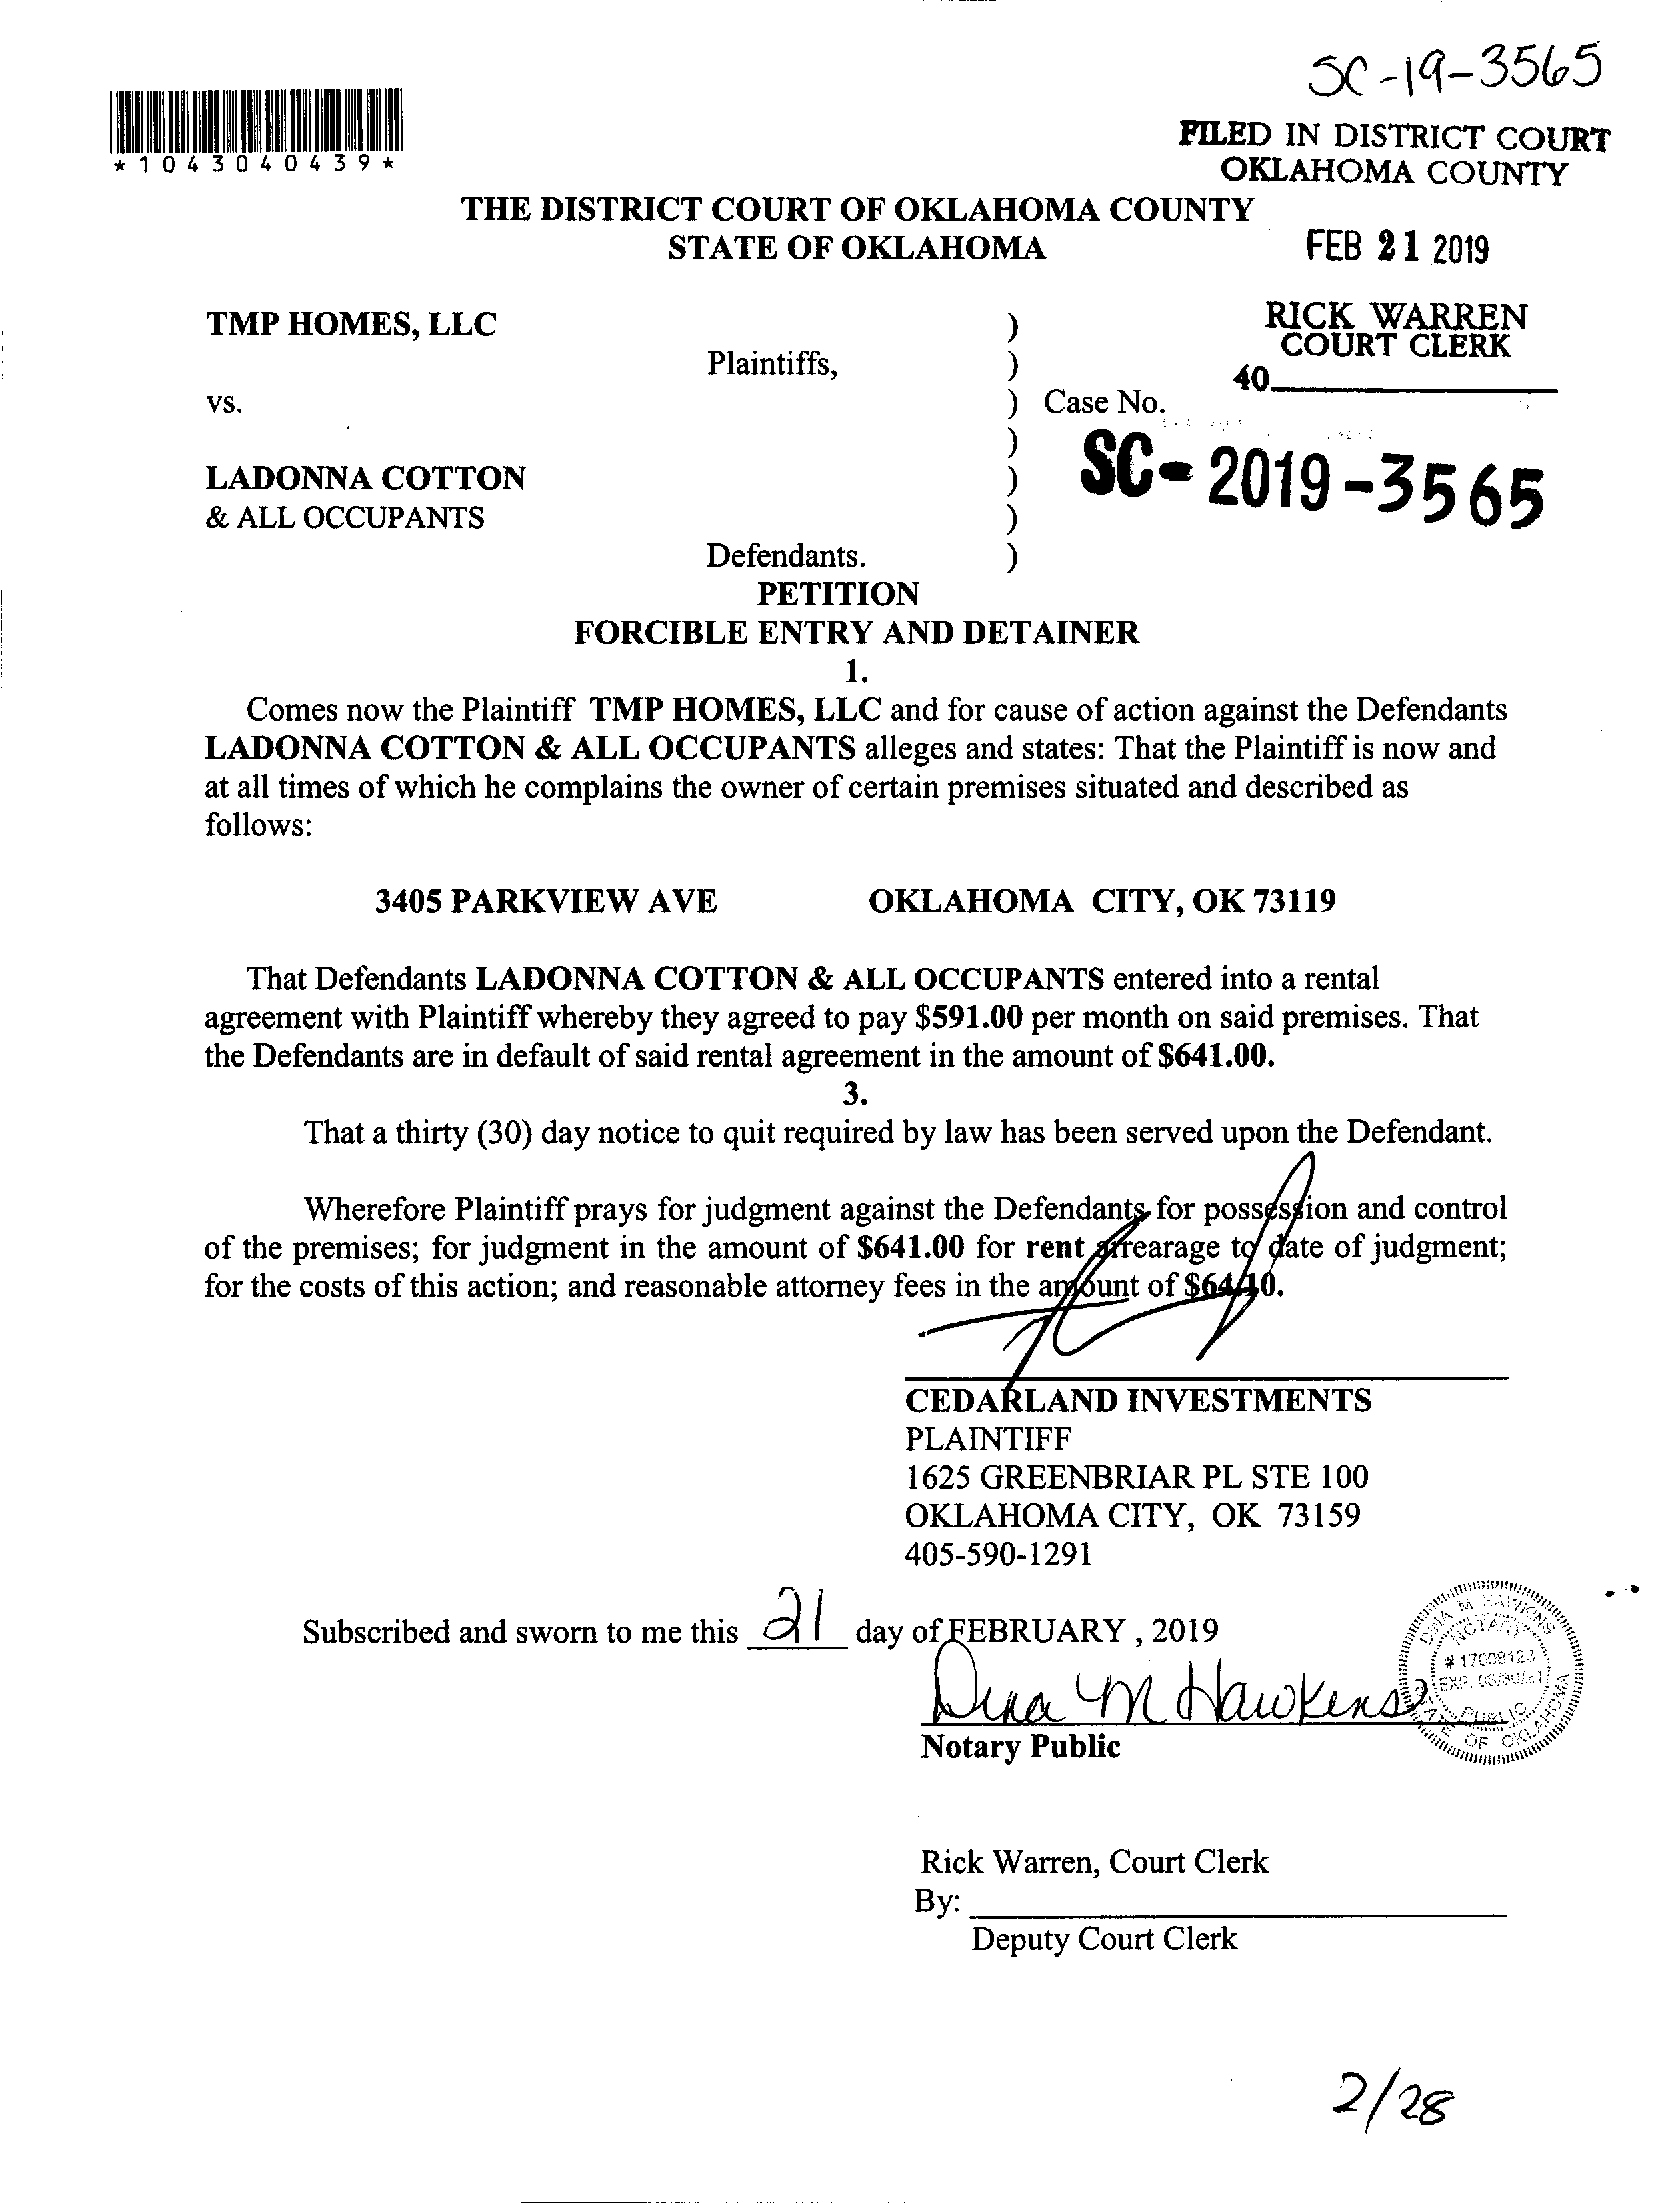 SC-19-3565
*1043040439*
FILED IN DISTRICT COURT
OKLAHOMA COUNTY
THE DISTRICT COURT OF OKLAHOMA COUNTY
STATE OF OKLAHOMA
FEB 21 2019
RICK WARREN
COURT CLERK
40
TMP HOMES, LLC )
Plaintiffs, )
vs. ) Case No.
)
SC-2019-3565
LADONNA COTTON )
& ALL OCCUPANTS )
Defendants. )
PETITION
FORCIBLE ENTRY AND DETAINER
1.
Comes now the Plaintiff TMP HOMES, LLC and for cause of action against the Defendants
LADONNA COTTON & ALL OCCUPANTS alleges and states: That the Plaintiff is now and
at all times of which he complains the owner of certain premises situated and described as
follows:
3405 PARKVIEW AVE OKLAHOMA CITY, OK 73119
That Defendants LADONNA COTTON & ALL OCCUPANTS entered into a rental
agreement with Plaintiff whereby they agreed to pay $591.00 per month on said premises. That
the Defendants are in default of said rental agreement in the amount of $641.00.
3.
That a thirty (30) day notice to quit required by law has been served upon the Defendant.
Wherefore Plaintiff prays for judgment against the Defendants for possession and control
of the premises; for judgment in the amount of $641.00 for rent arrearage to date of judgment;
for the costs of this action; and reasonable attorney fees in the amount of $64.10.
CEDARLAND INVESTMENTS
PLAINTIFF
1625 GREENBRIAR PL STE 100
OKLAHOMA CITY, OK 73159
405-590-1291
Subscribed and sworn to me this 21 day of FEBRUARY , 2019
Dina M Hawkins
Notary Public
NOTARY
PUBLIC
OF OKLAHOMA
Rick Warren, Court Clerk
By:
Deputy Court Clerk
2/28